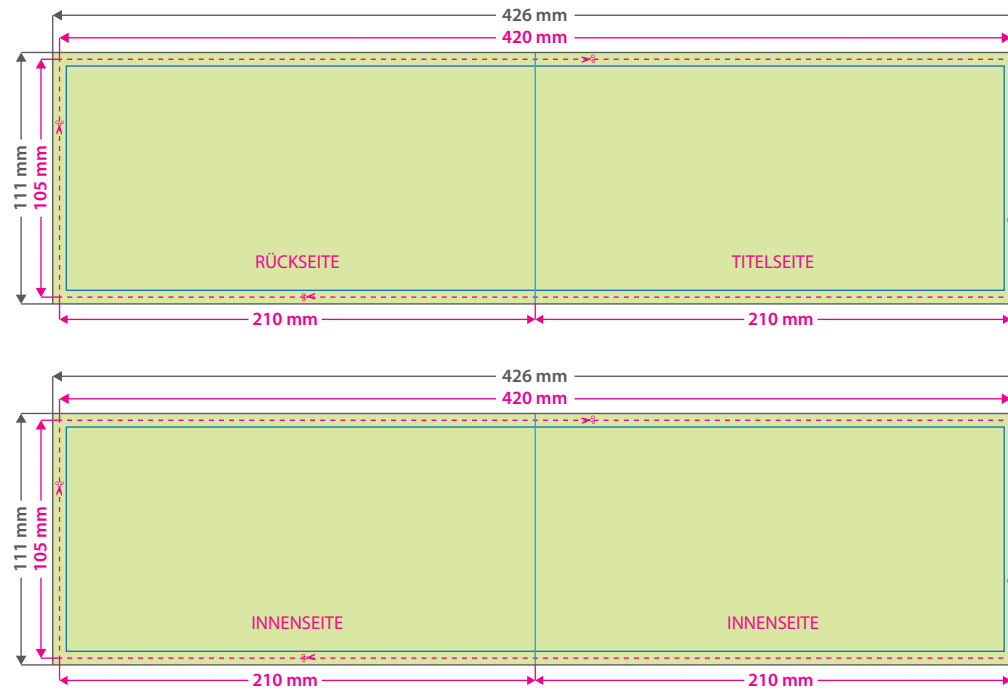 426 mm
420 mm
111 mm
105 mm
RÜCKSEITE
TITELSEITE
210 mm
210 mm
426 mm
420 mm
111 mm
105 mm
INNENSEITE
INNENSEITE
210 mm
210 mm